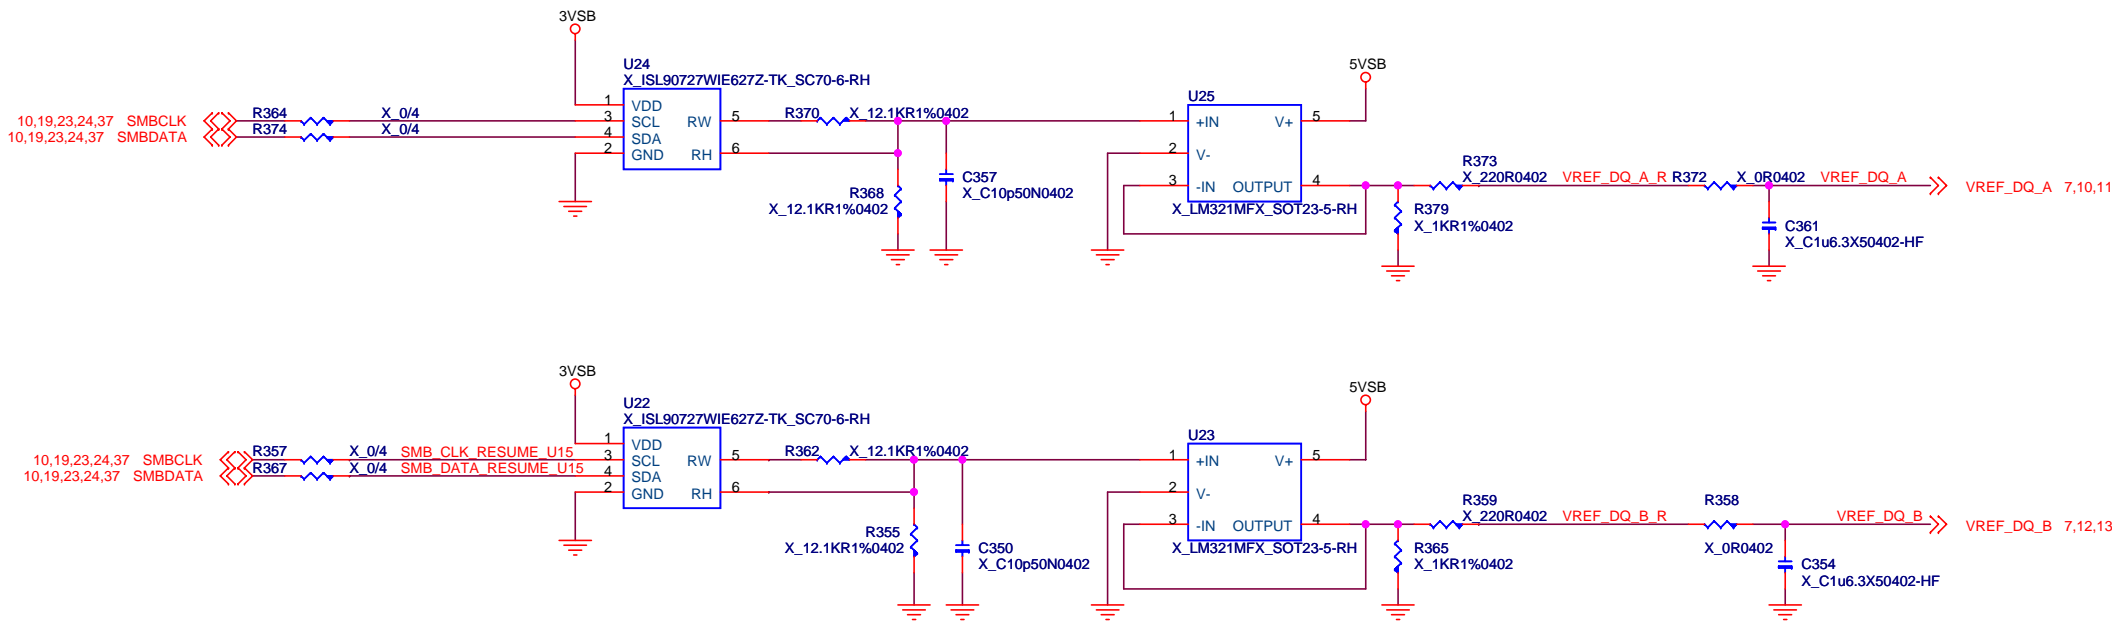 3VSB
U24
X_ISL90727WIE627Z-TK_SC70-6-RH
5VSB
U25
10,19,23,24,37 SMBCLK
R364
X_0/4
1 VDD
3 SCL
RW 5
R370
X_12.1KR1%0402
1 +IN
V+ 5
10,19,23,24,37 SMBDATA
R374
X_0/4
4 SDA
2 GND
RH 6
2 V-
R368
X_12.1KR1%0402
C357
X_C10p50N0402
3 -IN
OUTPUT 4
X_LM321MFX_SOT23-5-RH
R373
X_220R0402
VREF_DQ_A_R
R372
X_0R0402
VREF_DQ_A
VREF_DQ_A 7,10,11
R379
X_1KR1%0402
C361
X_C1u6.3X50402-HF
3VSB
U22
X_ISL90727WIE627Z-TK_SC70-6-RH
5VSB
U23
10,19,23,24,37 SMBCLK
R357
X_0/4
SMB_CLK_RESUME_U15
1 VDD
3 SCL
RW 5
R362
X_12.1KR1%0402
1 +IN
V+ 5
10,19,23,24,37 SMBDATA
R367
X_0/4
SMB_DATA_RESUME_U15
4 SDA
2 GND
RH 6
2 V-
R355
X_12.1KR1%0402
C350
X_C10p50N0402
3 -IN
OUTPUT 4
X_LM321MFX_SOT23-5-RH
R359
X_220R0402
VREF_DQ_B_R
R358
X_0R0402
VREF_DQ_B
VREF_DQ_B 7,12,13
R365
X_1KR1%0402
C354
X_C1u6.3X50402-HF